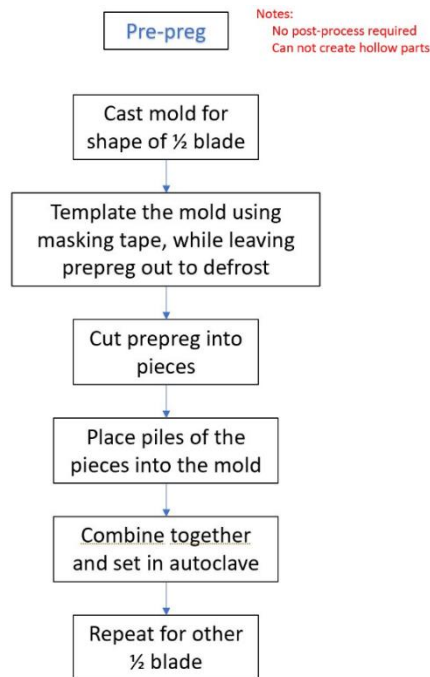 Pre-preg
Notes:
No post-process required
Can not create hollow parts
Cast mold for
shape of ½ blade
Template the mold using
masking tape, while leaving
prepreg out to defrost
Cut prepreg into
pieces
Place piles of the
pieces into the mold
Combine together
and set in autoclave
Repeat for other
½ blade